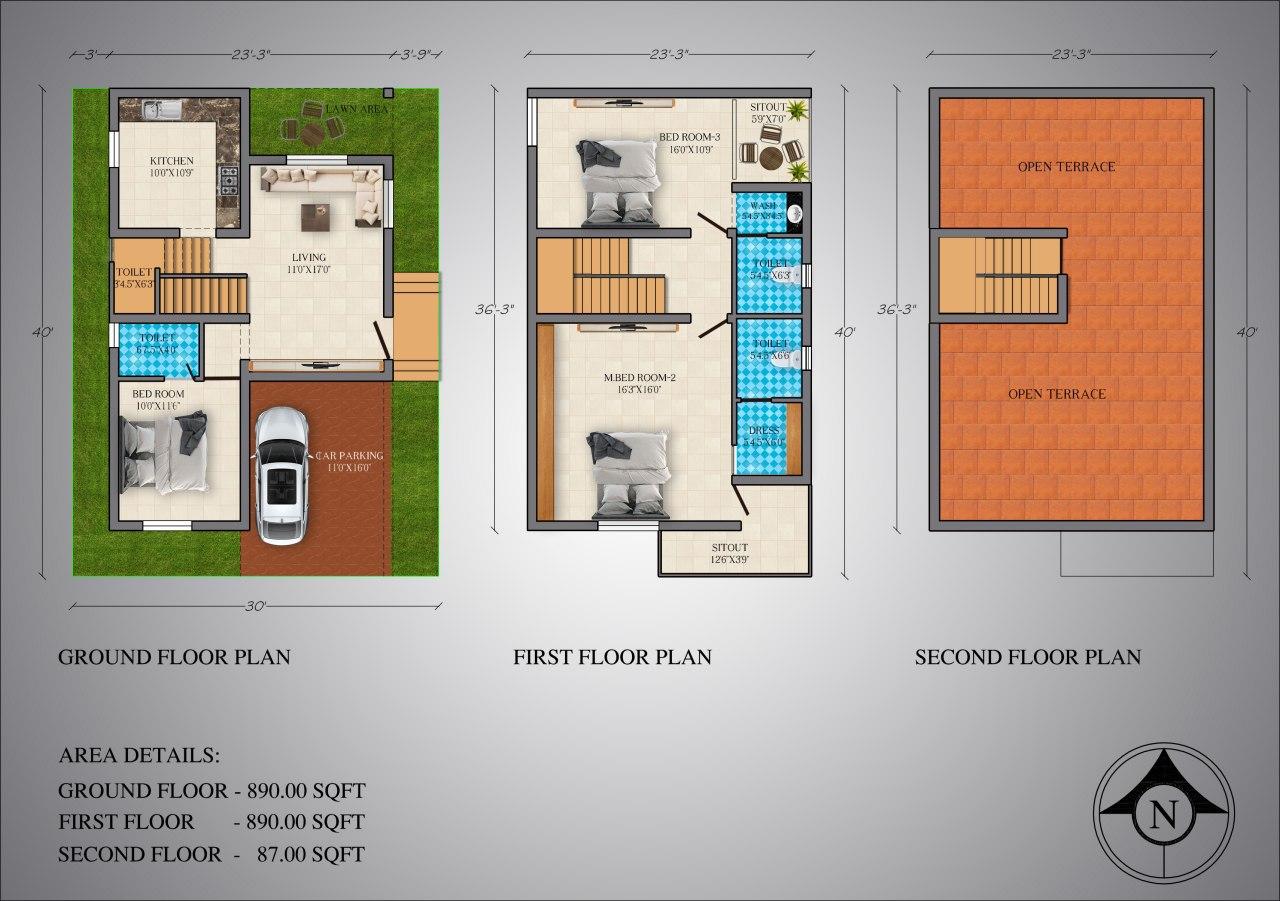 3'
23'-3"
3'-9"
23'-3"
23'-3"
LAWN AREA
KITCHEN
10'0"X10'9"
LIVING
11'0"X17'0"
TOILET
3'4.5"X6'3"
TOILET
6'7.5"X4'0"
BED ROOM
10'0"X11'6"
CAR PARKING
11'0"X16'0"
40'
30'
BED ROOM-3
16'0"X10'9"
SITOUT
5'9"X7'0"
WASH
5'4.5"X3'4.5"
TOILET
5'4.5"X6'3"
TOILET
5'4.5"X6'6"
M.BED ROOM-2
16'3"X16'0"
DRESS
5'4.5"X6'0"
SITOUT
12'6"X3'9"
36'-3"
40'
OPEN TERRACE
OPEN TERRACE
36'-3"
40'
GROUND FLOOR PLAN
FIRST FLOOR PLAN
SECOND FLOOR PLAN
AREA DETAILS:
GROUND FLOOR - 890.00 SQFT
FIRST FLOOR - 890.00 SQFT
SECOND FLOOR - 87.00 SQFT
N